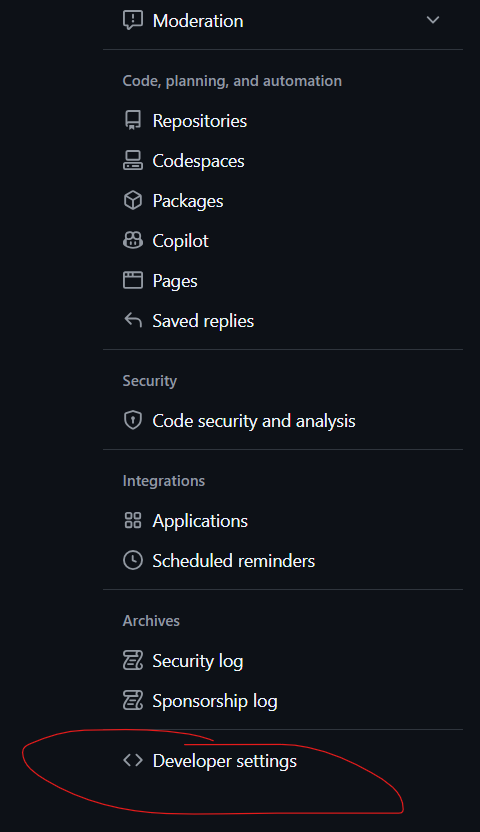 Moderation
Code, planning, and automation
Repositories
Codespaces
Packages
Copilot
Pages
Saved replies
Security
Code security and analysis
Integrations
Applications
Scheduled reminders
Archives
Security log
Sponsorship log
Developer settings